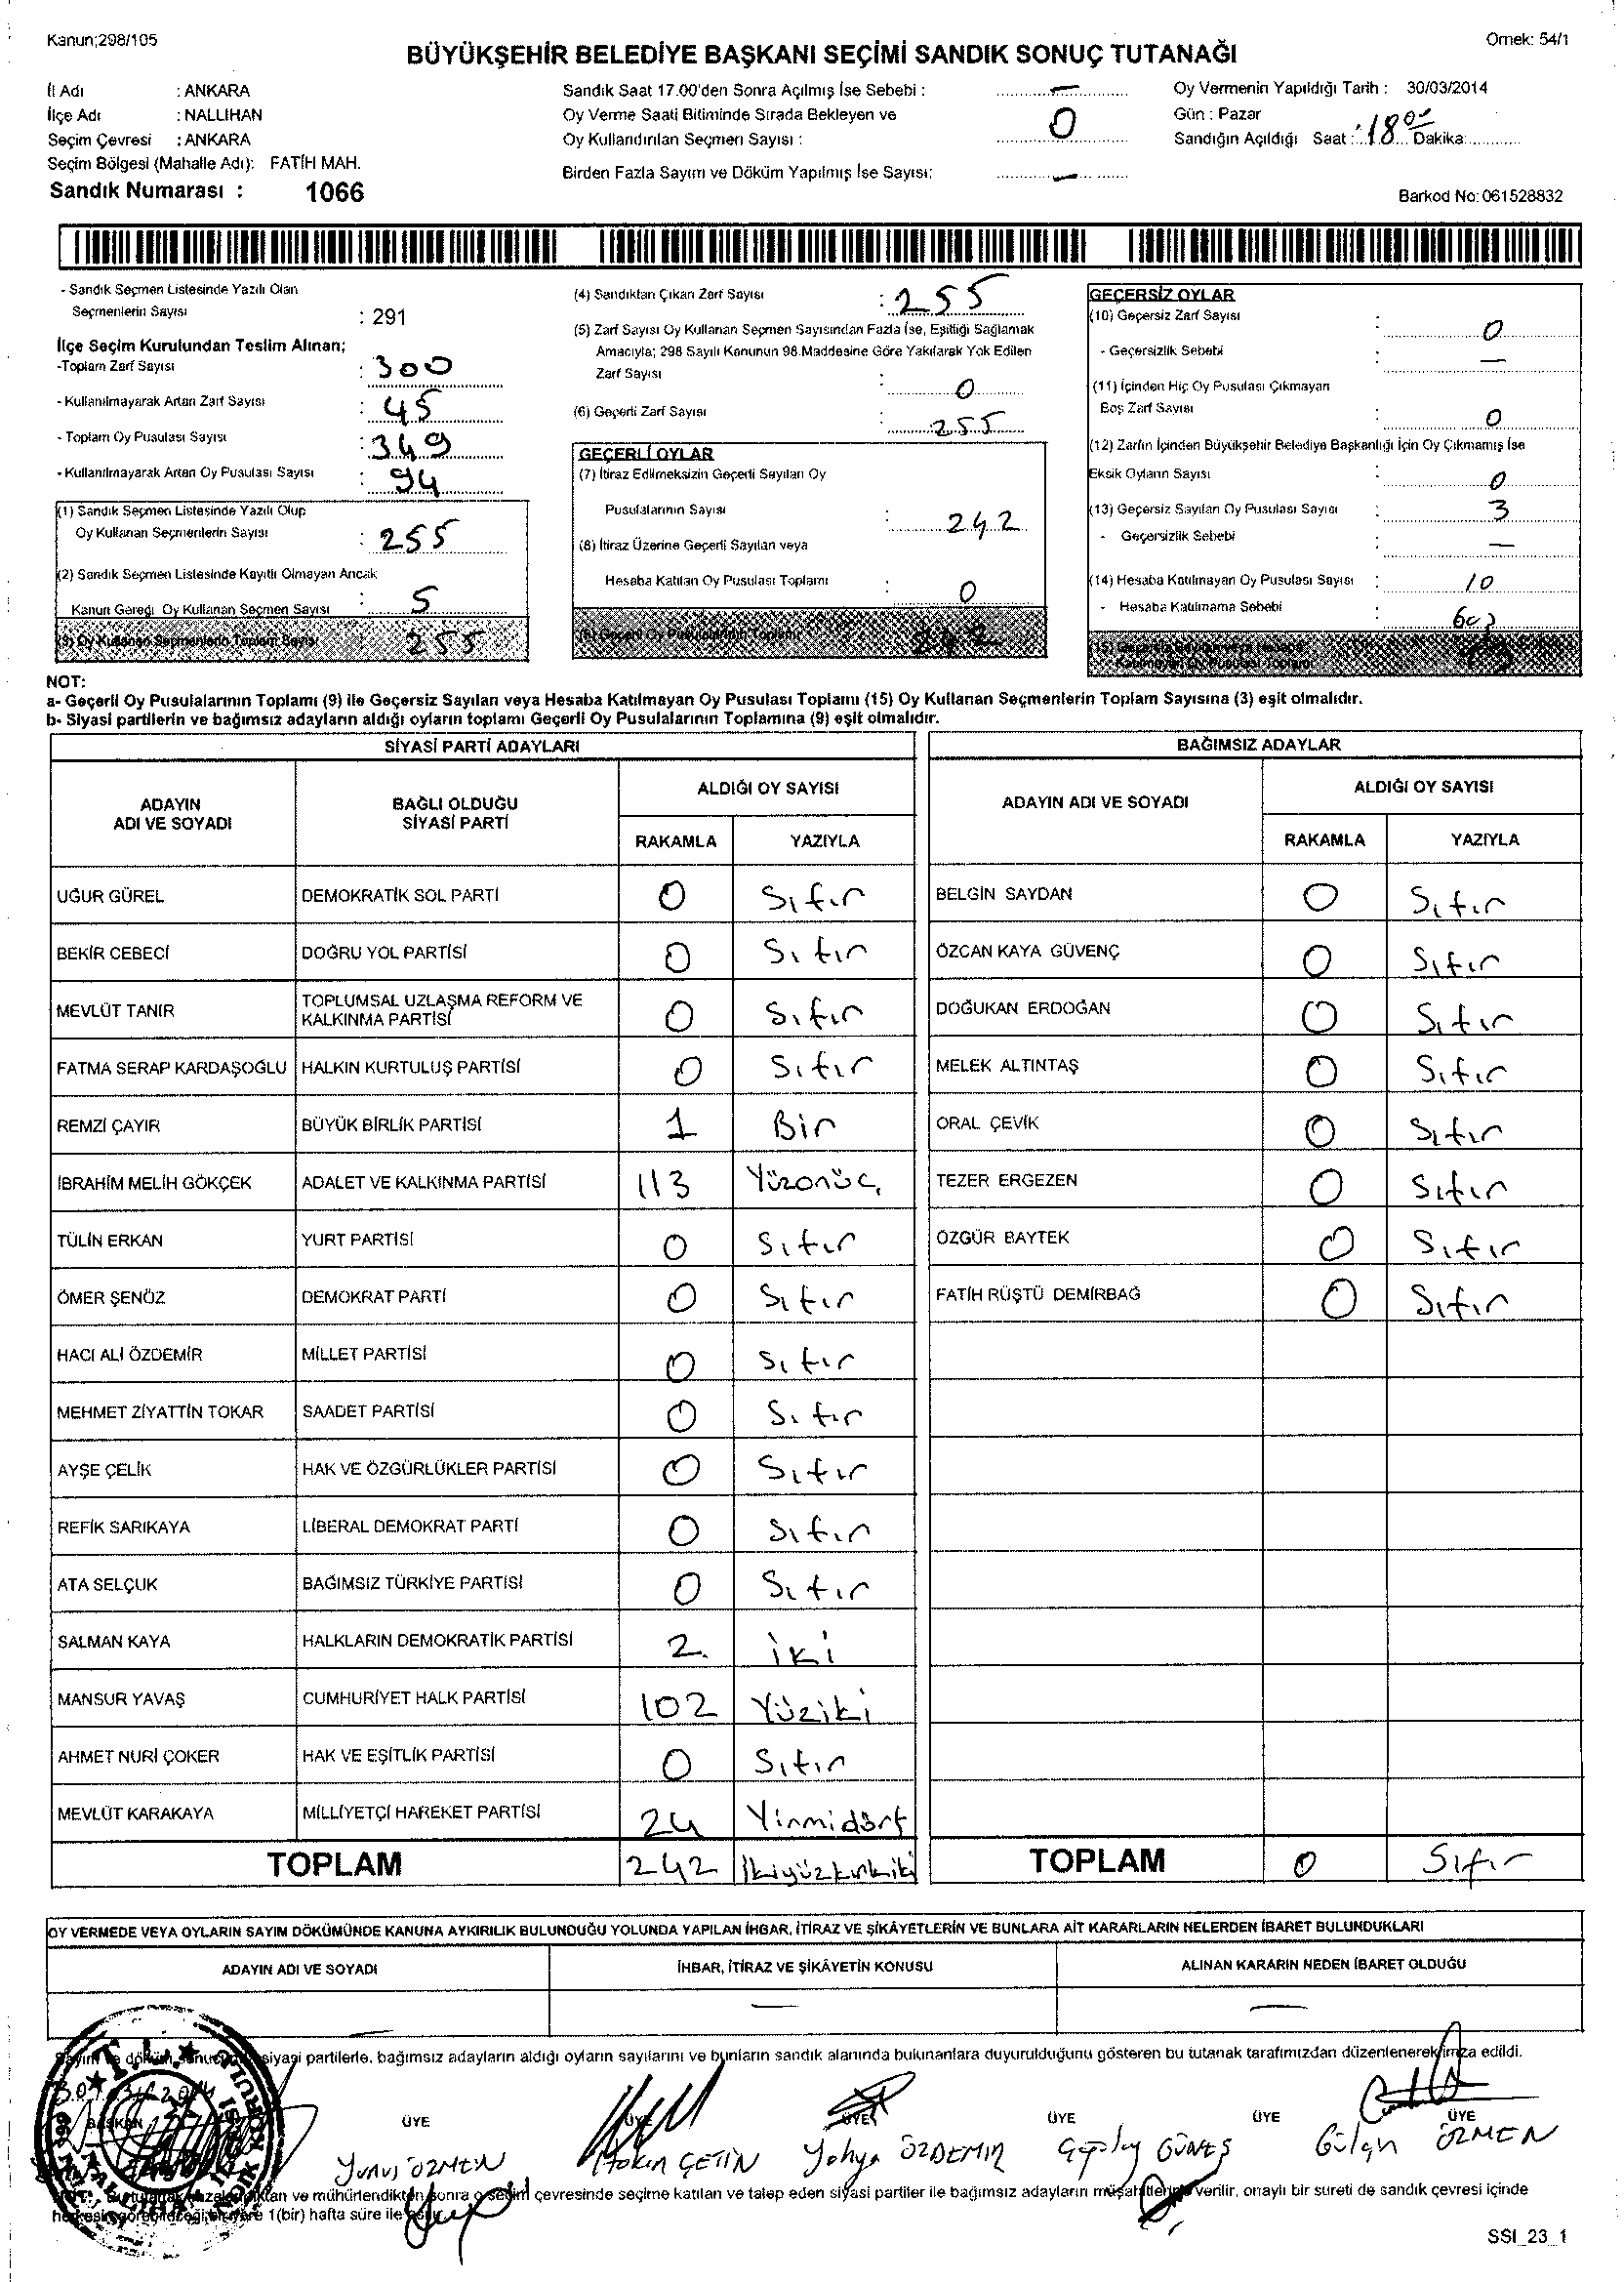 Kanun;298/105
Örnek: 54/1
BÜYÜKŞEHİR BELEDİYE BAŞKANI SEÇİMİ SANDIK SONUÇ TUTANAĞI
İl Adı : ANKARA
İlçe Adı : NALLIHAN
Seçim Çevresi : ANKARA
Seçim Bölgesi (Mahalle Adı): FATİH MAH.
Sandık Numarası : 1066
Sandık Saat 17.00'den Sonra Açılmış İse Sebebi : —
Oy Verme Saati Bitiminde Sırada Bekleyen ve
Oy Kullandırılan Seçmen Sayısı : 0
Birden Fazla Sayım ve Döküm Yapılmış İse Sayısı: —
Oy Vermenin Yapıldığı Tarih : 30/03/2014
Gün : Pazar
Sandığın Açıldığı Saat : 18 00 Dakika:
Barkod No: 061528832
- Sandık Seçmen Listesinde Yazılı Olan
Seçmenlerin Sayısı : 291
İlçe Seçim Kurulundan Teslim Alınan;
-Toplam Zarf Sayısı : 300
- Kullanılmayarak Artan Zarf Sayısı : 45
- Toplam Oy Pusulası Sayısı : 349
- Kullanılmayarak Artan Oy Pusulası Sayısı : 94
(1) Sandık Seçmen Listesinde Yazılı Olup
Oy Kullanan Seçmenlerin Sayısı : 255
(2) Sandık Seçmen Listesinde Kayıtlı Olmayan Ancak
Kanun Gereği Oy Kullanan Seçmen Sayısı : 5
(3) Oy Kullanan Seçmenlerin Toplam Sayısı 255
(4) Sandıktan Çıkan Zarf Sayısı : 255
(5) Zarf Sayısı Oy Kullanan Seçmen Sayısından Fazla İse, Eşitliği Sağlamak
Amacıyla; 298 Sayılı Kanunun 98.Maddesine Göre Yakılarak Yok Edilen
Zarf Sayısı : 0
(6) Geçerli Zarf Sayısı : 255
GEÇERLİ OYLAR
(7) İtiraz Edilmeksizin Geçerli Sayılan Oy
Pusulalarının Sayısı : 242
(8) İtiraz Üzerine Geçerli Sayılan veya
Hesaba Katılan Oy Pusulası Toplamı : 0
(9) Geçerli Oy Pusulalarının Toplamı 242
GEÇERSİZ OYLAR
(10) Geçersiz Zarf Sayısı : 0
- Geçersizlik Sebebi : —
(11) İçinden Hiç Oy Pusulası Çıkmayan
Boş Zarf Sayısı : 0
(12) Zarfın İçinden Büyükşehir Belediye Başkanlığı İçin Oy Çıkmamış İse
Eksik Oyların Sayısı : 0
(13) Geçersiz Sayılan Oy Pusulası Sayısı : 3
- Geçersizlik Sebebi : —
(14) Hesaba Katılmayan Oy Pusulası Sayısı : 10
- Hesaba Katılmama Sebebi :
(15) Geçersiz Sayılan veya Hesaba
Katılmayan Oy Pusulası Toplamı
NOT:
a- Geçerli Oy Pusulalarının Toplamı (9) ile Geçersiz Sayılan veya Hesaba Katılmayan Oy Pusulası Toplamı (15) Oy Kullanan Seçmenlerin Toplam Sayısına (3) eşit olmalıdır.
b- Siyasi partilerin ve bağımsız adayların aldığı oyların toplamı Geçerli Oy Pusulalarının Toplamına (9) eşit olmalıdır.
SİYASİ PARTİ ADAYLARI
ADAYIN ADI VE SOYADI BAĞLI OLDUĞU SİYASİ PARTİ ALDIĞI OY SAYISI
RAKAMLA YAZIYLA
UĞUR GÜREL DEMOKRATİK SOL PARTİ 0 Sıfır
BEKİR CEBECİ DOĞRU YOL PARTİSİ 0 Sıfır
MEVLÜT TANIR TOPLUMSAL UZLAŞMA REFORM VE KALKINMA PARTİSİ 0 Sıfır
FATMA SERAP KARDAŞOĞLU HALKIN KURTULUŞ PARTİSİ 0 Sıfır
REMZİ ÇAYIR BÜYÜK BİRLİK PARTİSİ 1 Bir
İBRAHİM MELİH GÖKÇEK ADALET VE KALKINMA PARTİSİ 113 Yüzonüç
TÜLİN ERKAN YURT PARTİSİ 0 Sıfır
ÖMER ŞENÖZ DEMOKRAT PARTİ 0 Sıfır
HACI ALİ ÖZDEMİR MİLLET PARTİSİ 0 Sıfır
MEHMET ZİYATTİN TOKAR SAADET PARTİSİ 0 Sıfır
AYŞE ÇELİK HAK VE ÖZGÜRLÜKLER PARTİSİ 0 Sıfır
REFİK SARIKAYA LİBERAL DEMOKRAT PARTİ 0 Sıfır
ATA SELÇUK BAĞIMSIZ TÜRKİYE PARTİSİ 0 Sıfır
SALMAN KAYA HALKLARIN DEMOKRATİK PARTİSİ 2 iki
MANSUR YAVAŞ CUMHURİYET HALK PARTİSİ 102 Yüziki
AHMET NURİ ÇOKER HAK VE EŞİTLİK PARTİSİ 0 Sıfır
MEVLÜT KARAKAYA MİLLİYETÇİ HAREKET PARTİSİ 24 Yirmidört
TOPLAM 242 İkiyüzkırkiki
BAĞIMSIZ ADAYLAR
ADAYIN ADI VE SOYADI ALDIĞI OY SAYISI
RAKAMLA YAZIYLA
BELGİN SAYDAN 0 Sıfır
ÖZCAN KAYA GÜVENÇ 0 Sıfır
DOĞUKAN ERDOĞAN 0 Sıfır
MELEK ALTINTAŞ 0 Sıfır
ORAL ÇEVİK 0 Sıfır
TEZER ERGEZEN 0 Sıfır
ÖZGÜR BAYTEK 0 Sıfır
FATİH RÜŞTÜ DEMİRBAĞ 0 Sıfır
TOPLAM 0 Sıfır
OY VERMEDE VEYA OYLARIN SAYIM DÖKÜMÜNDE KANUNA AYKIRILIK BULUNDUĞU YOLUNDA YAPILAN İHBAR, İTİRAZ VE ŞİKÂYETLERİN VE BUNLARA AİT KARARLARIN NELERDEN İBARET BULUNDUKLARI
ADAYIN ADI VE SOYADI İHBAR, İTİRAZ VE ŞİKÂYETİN KONUSU ALINAN KARARIN NEDEN İBARET OLDUĞU
— — —
Sayım ve döküm siyasi partilerle, bağımsız adayların aldığı oyların sayılarını ve bunların sandık alanında bulunanlara duyurulduğunu gösteren bu tutanak tarafımızdan düzenlenerek imza edildi.
BAŞKAN ÜYE ÜYE ÜYE ÜYE ÜYE ÜYE
Yunus ÖZMEN Hakan ÇETİN Yahya ÖZDEMİR GÜNEŞ Gülçin ÖZMEN
ve mühürlendikten sonra o seçim çevresinde seçime katılan ve talep eden siyasi partiler ile bağımsız adayların müşahitlerine verilir, onaylı bir sureti de sandık çevresi içinde
1(bir) hafta süre ile
SSI_23_1